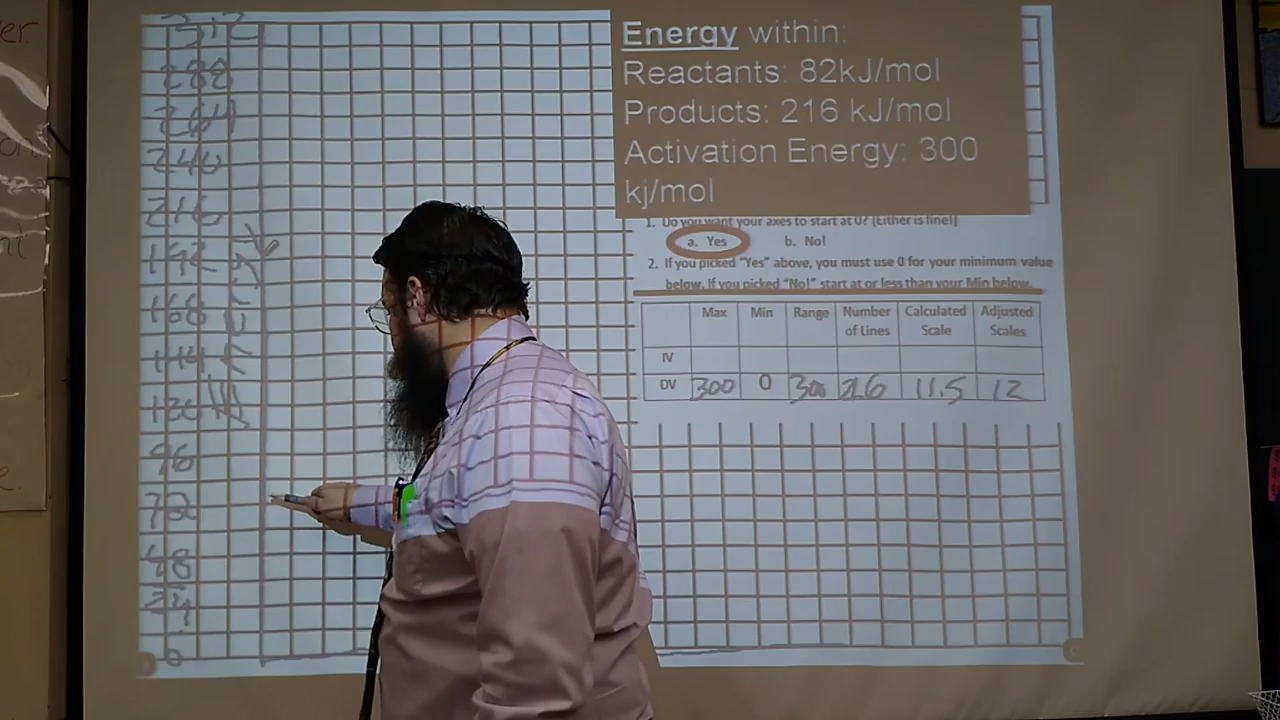 Energy within:
Reactants: 82kJ/mol
Products: 216 kJ/mol
Activation Energy: 300
kj/mol
1. Do you want your axes to start at 0? [Either is fine!]
a. Yes b. No!
2. If you picked "Yes" above, you must use 0 for your minimum value
below. If you picked "No!" start at or less than your Min below.
Max Min Range Number of Lines Calculated Scale Adjusted Scales
IV
DV 300 0 300 26 11.5 12
312
288
264
240
216
192
168
144
120
96
72
48
24
0